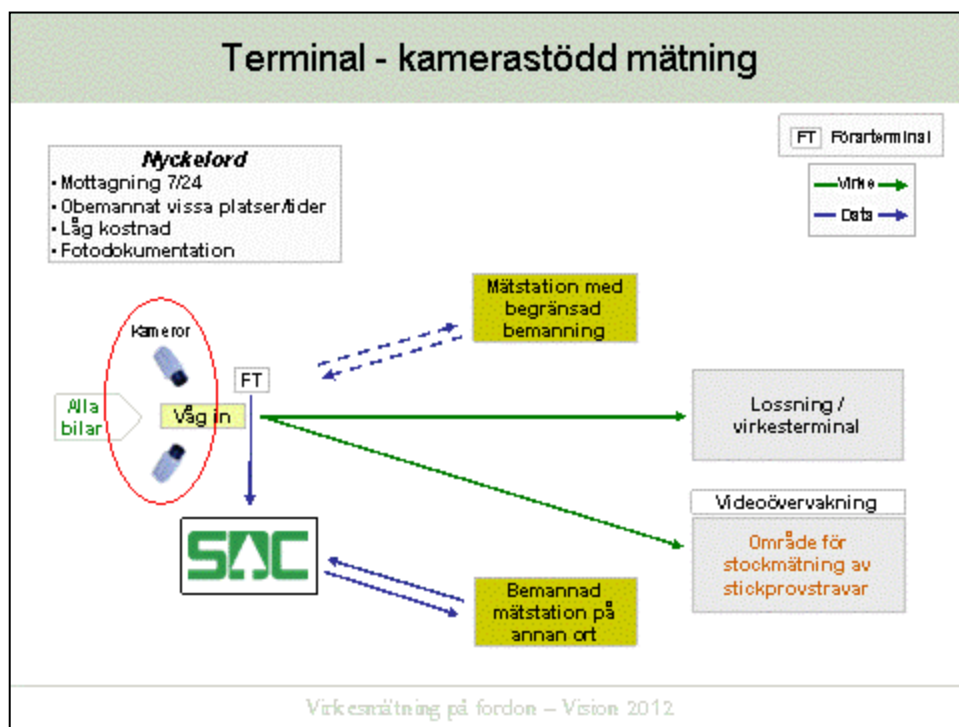 Terminal - kamerastödd mätning
FT Förarterminal
Virke
Data
Nyckelord
• Mottagning 7/24
• Obemannat vissa platser/tider
• Låg kostnad
• Fotodokumentation
Mätstation med
begränsad
bemanning
Kameror
FT
Alla
bilar
Våg in
Lossning /
virkesterminal
Videoövervakning
Område för
stockmätning av
stickprovstravar
SDC
Bemannad
mätstation på
annan ort
Virkesmätning på fordon – Vision 2012